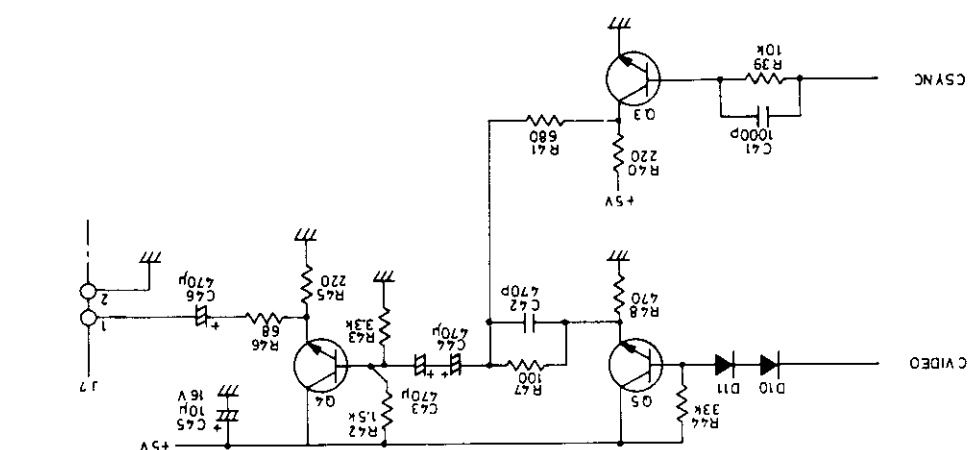 +5V
CVIDEO
D10
D11
R44
33k
Q5
R47
100
C42
470p
R48
470
C44
470μ
C43
470μ
R42
1.5k
R43
3.3k
Q4
R45
220
R46
68
C46
470μ
C45
10μ
16V
J7
1
2
CSYNC
C41
1000p
R39
10k
+5V
R40
220
Q3
R41
680